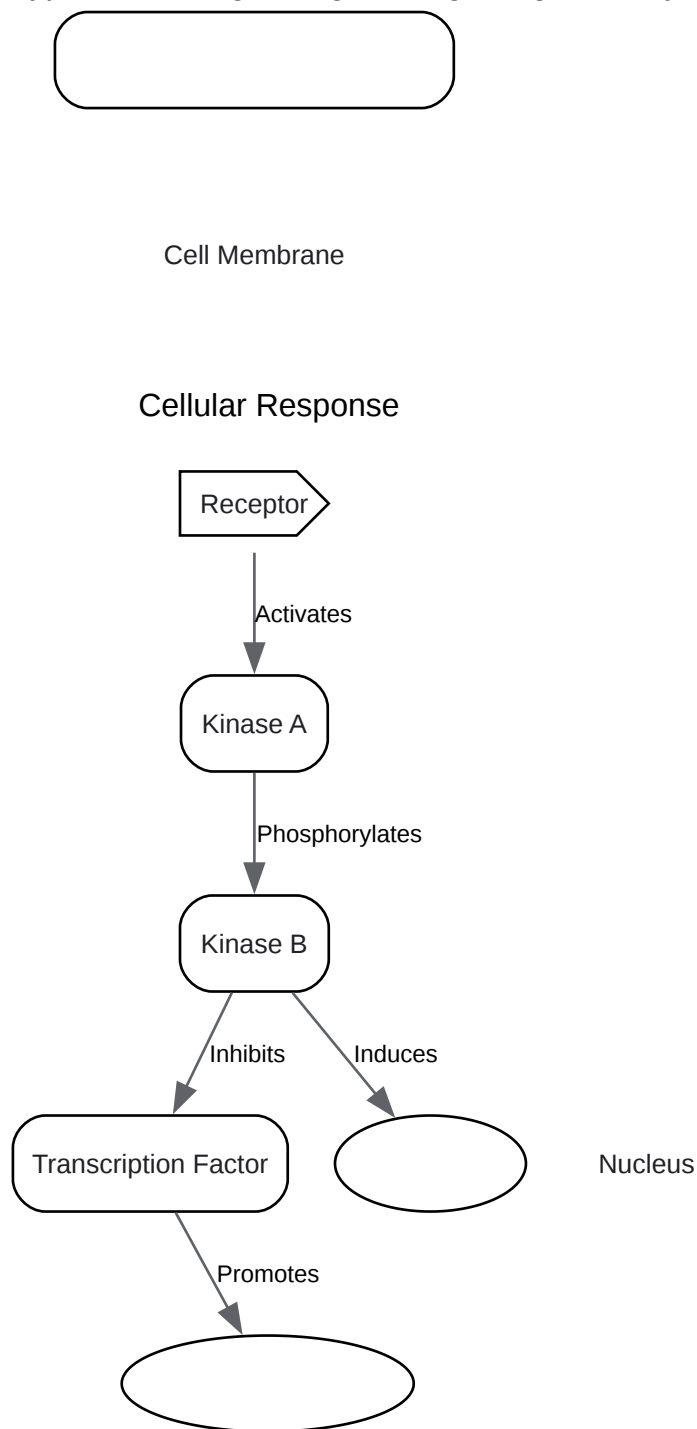 Cell Membrane
Cellular Response
Receptor
Activates
Kinase A
Phosphorylates
Kinase B
Inhibits
Induces
Transcription Factor
Nucleus
Promotes